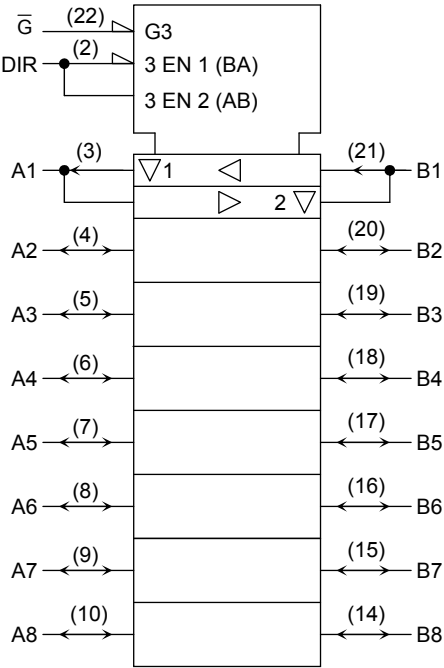 G̅ (22) G3
DIR (2) 3 EN 1 (BA)
3 EN 2 (AB)
A1 (3) 1 (21) B1
2
A2 (4) (20) B2
A3 (5) (19) B3
A4 (6) (18) B4
A5 (7) (17) B5
A6 (8) (16) B6
A7 (9) (15) B7
A8 (10) (14) B8